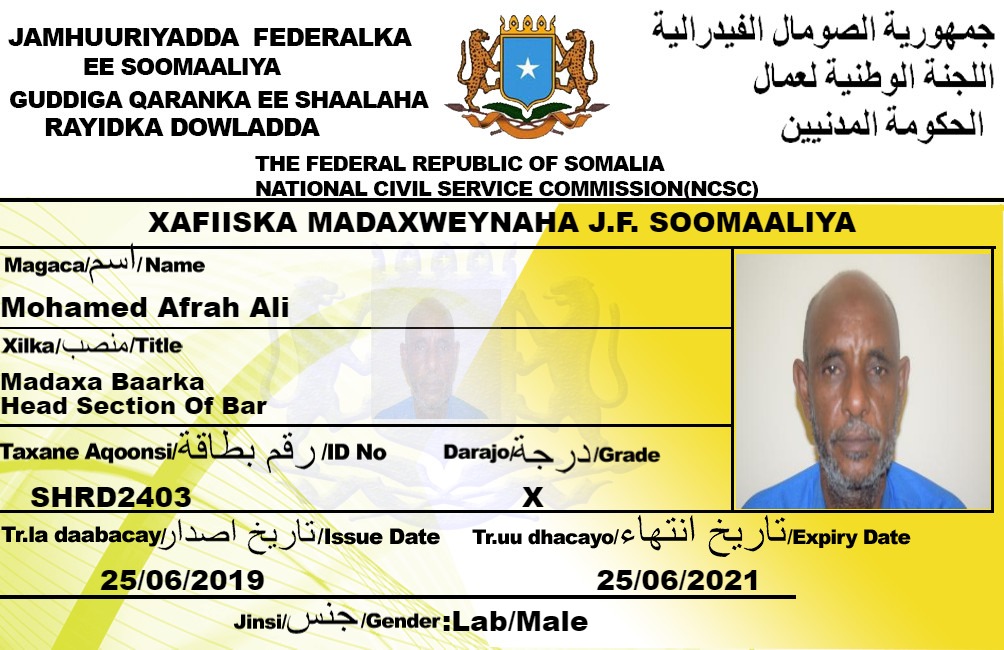 JAMHUURIYADDA FEDERALKA
EE SOOMAALIYA
GUDDIGA QARANKA EE SHAALAHA
RAYIDKA DOWLADDA
جمهورية الصومال الفيدرالية
اللجنة الوطنية لعمال
الحكومة المدنيين
THE FEDERAL REPUBLIC OF SOMALIA
NATIONAL CIVIL SERVICE COMMISSION(NCSC)
XAFIISKA MADAXWEYNAHA J.F. SOOMAALIYA
Magaca/اسم/Name
Mohamed Afrah Ali
Xilka/منصب/Title
Madaxa Baarka
Head Section Of Bar
Taxane Aqoonsi/رقم بطاقة/ID No
SHRD2403
Darajo/درجة/Grade
X
Tr.la daabacay/تاريخ اصدار/Issue Date
25/06/2019
Tr.uu dhacayo/تاريخ انتهاء/Expiry Date
25/06/2021
Jinsi/جنس/Gender:Lab/Male